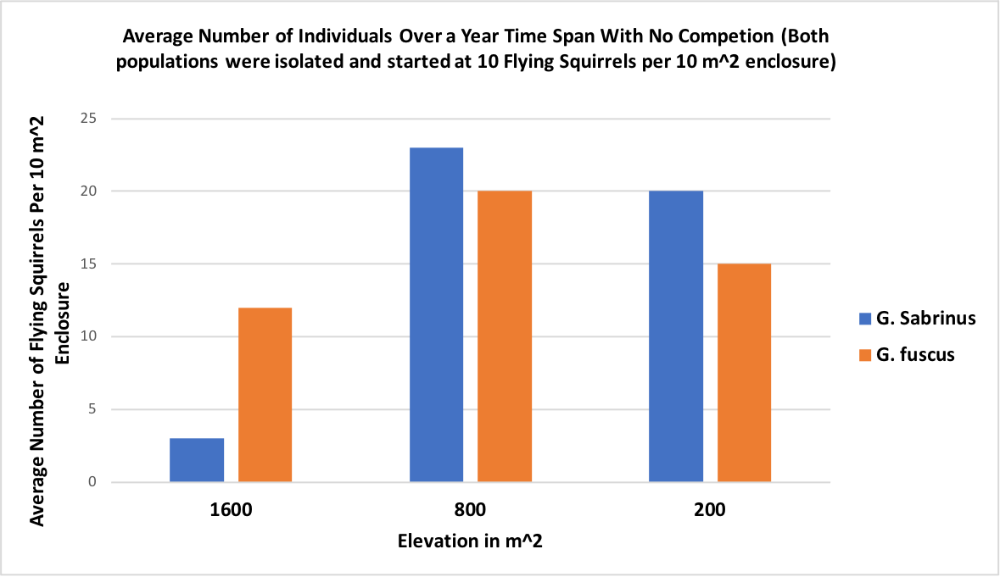 Average Number of Individuals Over a Year Time Span With No Competion (Both
populations were isolated and started at 10 Flying Squirrels per 10 m^2 enclosure)
Average Number of Flying Squirrels Per 10 m^2
Enclosure
25
20
15
10
5
0
1600
800
200
Elevation in m^2
G. Sabrinus
G. fuscus